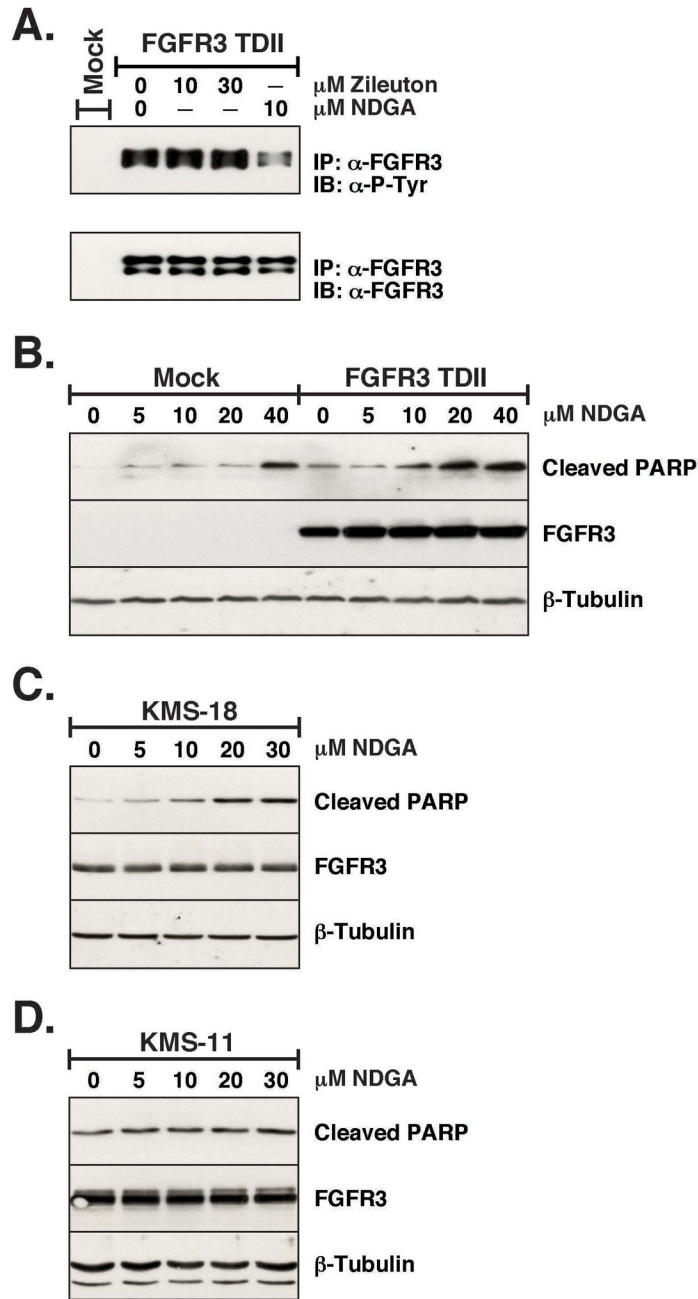 A.
Mock
FGFR3 TDII
0 10 30 – μM Zileuton
0 – – 10 μM NDGA
IP: α-FGFR3
IB: α-P-Tyr
IP: α-FGFR3
IB: α-FGFR3
B.
Mock FGFR3 TDII
0 5 10 20 40 0 5 10 20 40 μM NDGA
Cleaved PARP
FGFR3
β-Tubulin
C.
KMS-18
0 5 10 20 30 μM NDGA
Cleaved PARP
FGFR3
β-Tubulin
D.
KMS-11
0 5 10 20 30 μM NDGA
Cleaved PARP
FGFR3
β-Tubulin